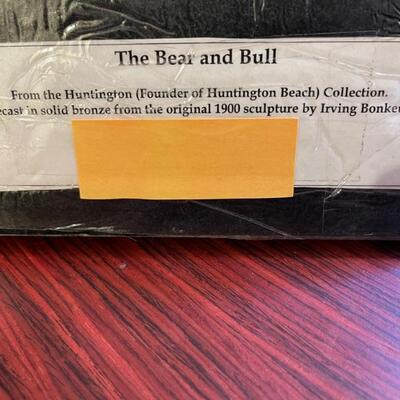 The Bear and Bull
From the Huntington (Founder of Huntington Beach) Collection.
ecast in solid bronze from the original 1900 sculpture by Irving Bonker